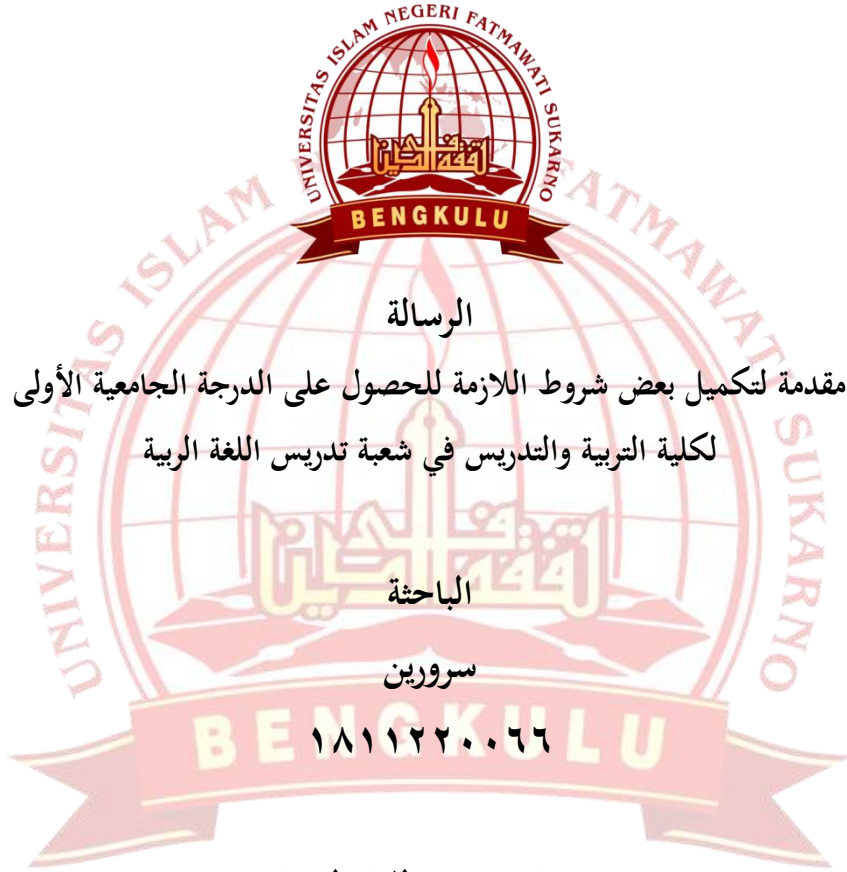 UNIVERSITAS ISLAM NEGERI FATMAWATI SUKARNO
BENGKULU
الرسالة
مقدمة لتكميل بعض شروط اللازمة للحصول على الدرجة الجامعية الأولى
لكلية التربية والتدريس في شعبة تدريس اللغة الربية
الباحثة
سرورين
١٨١١٢٢٠٠٦٦